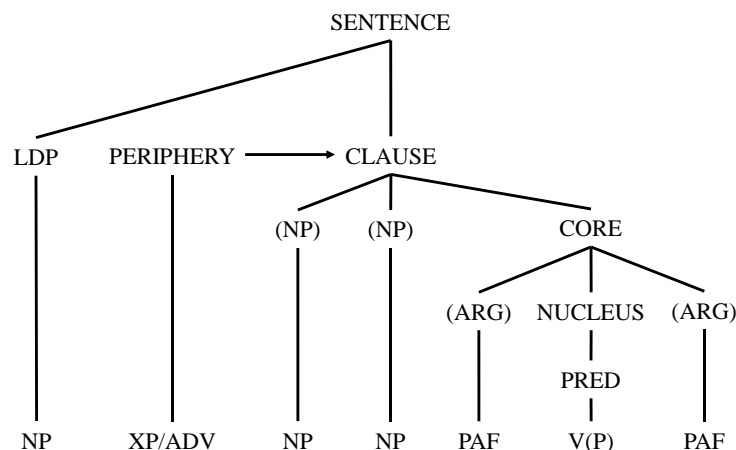 SENTENCE
LDP PERIPHERY CLAUSE
(NP) (NP) CORE
(ARG) NUCLEUS (ARG)
PRED
NP XP/ADV NP NP PAF V(P) PAF